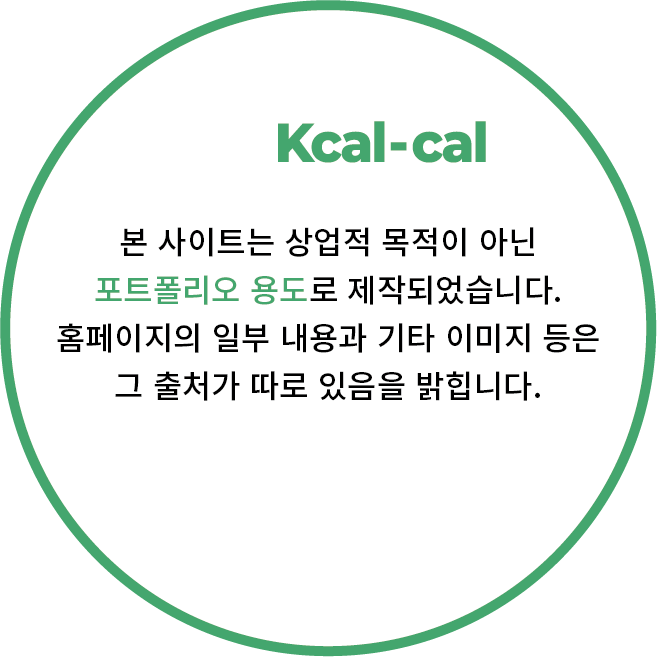 Kcal-cal
본 사이트는 상업적 목적이 아닌
포트폴리오 용도로 제작되었습니다.
홈페이지의 일부 내용과 기타 이미지 등은
그 출처가 따로 있음을 밝힙니다.